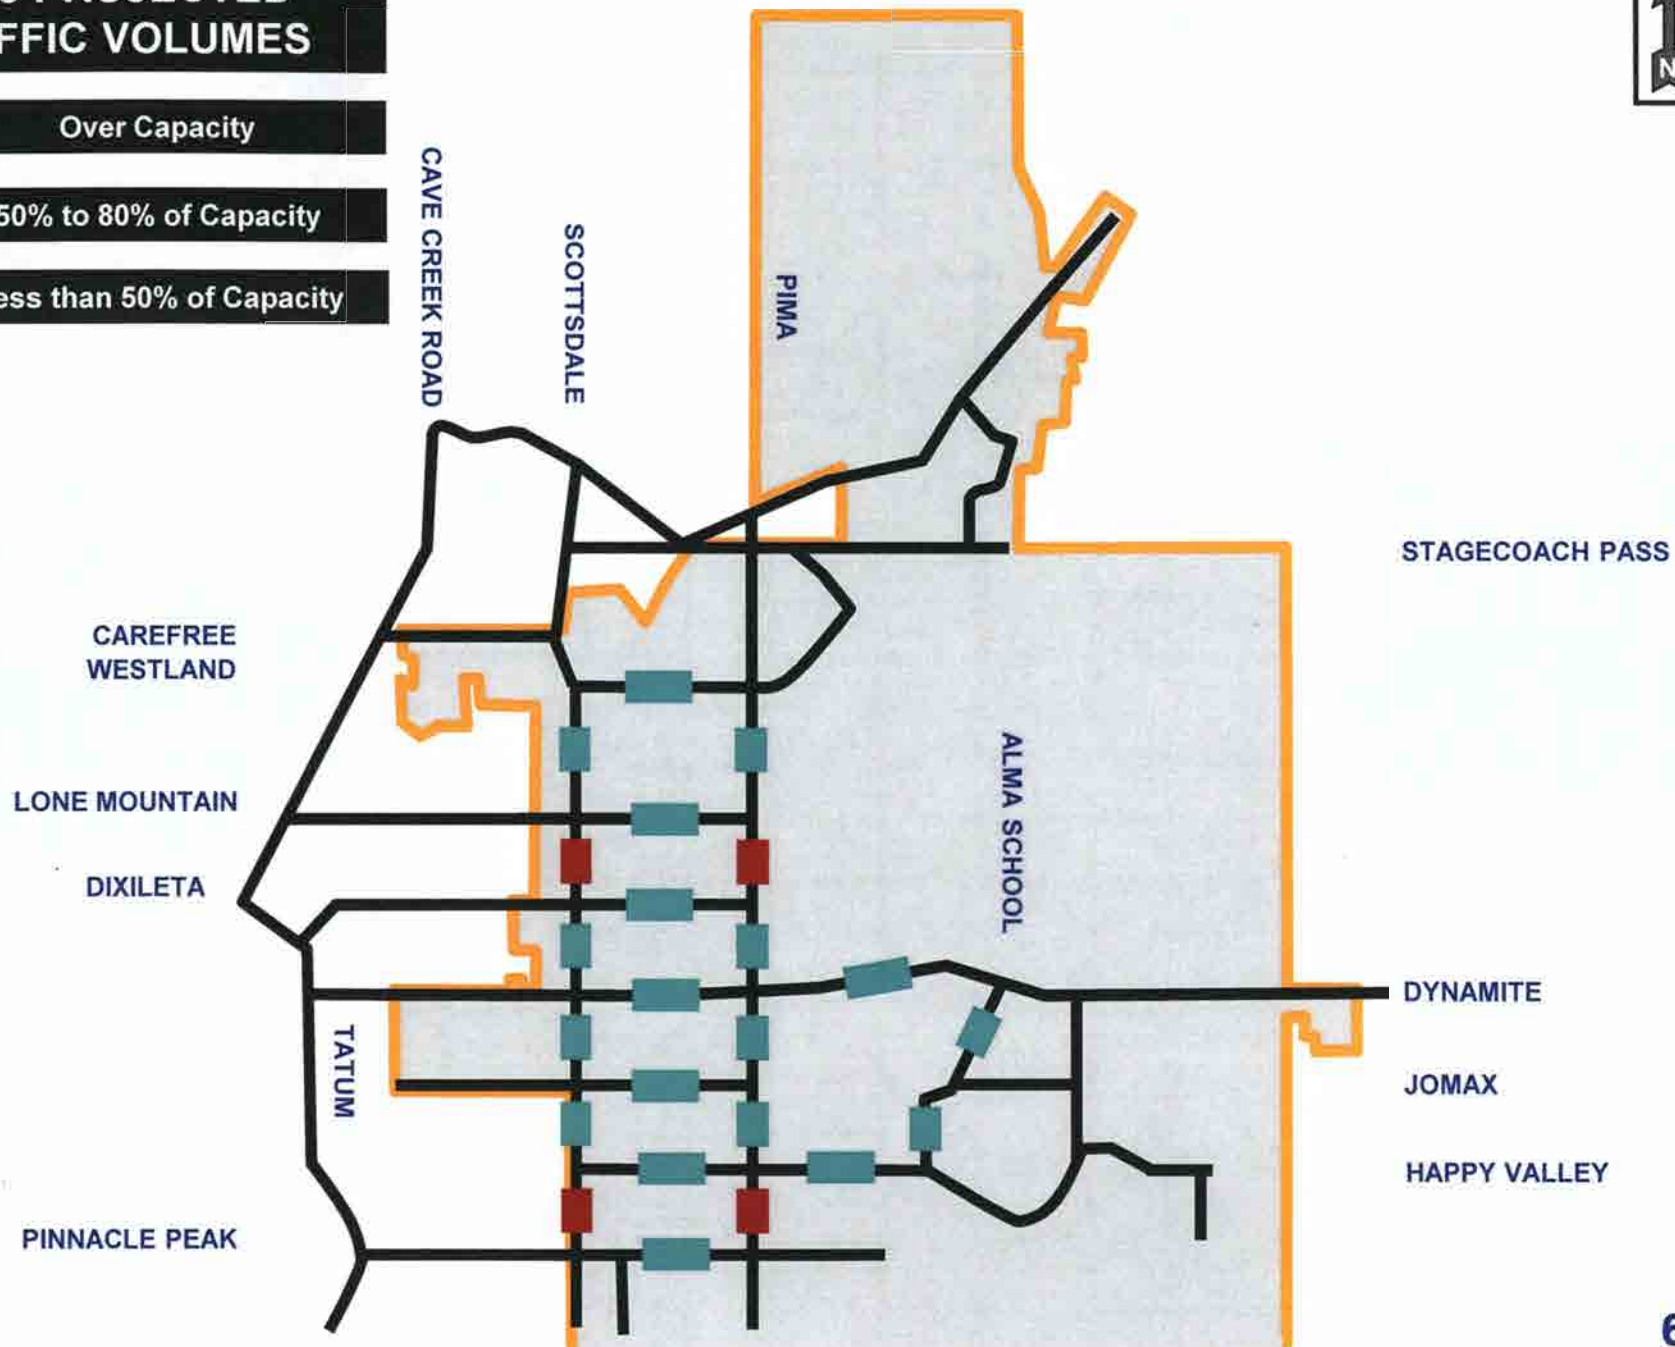 FFIC VOLUMES
Over Capacity
50% to 80% of Capacity
ess than 50% of Capacity
CAVE CREEK ROAD
SCOTTSDALE
PIMA
STAGECOACH PASS
CAREFREE
WESTLAND
LONE MOUNTAIN
ALMA SCHOOL
DIXILETA
DYNAMITE
TATUM
JOMAX
HAPPY VALLEY
PINNACLE PEAK
6